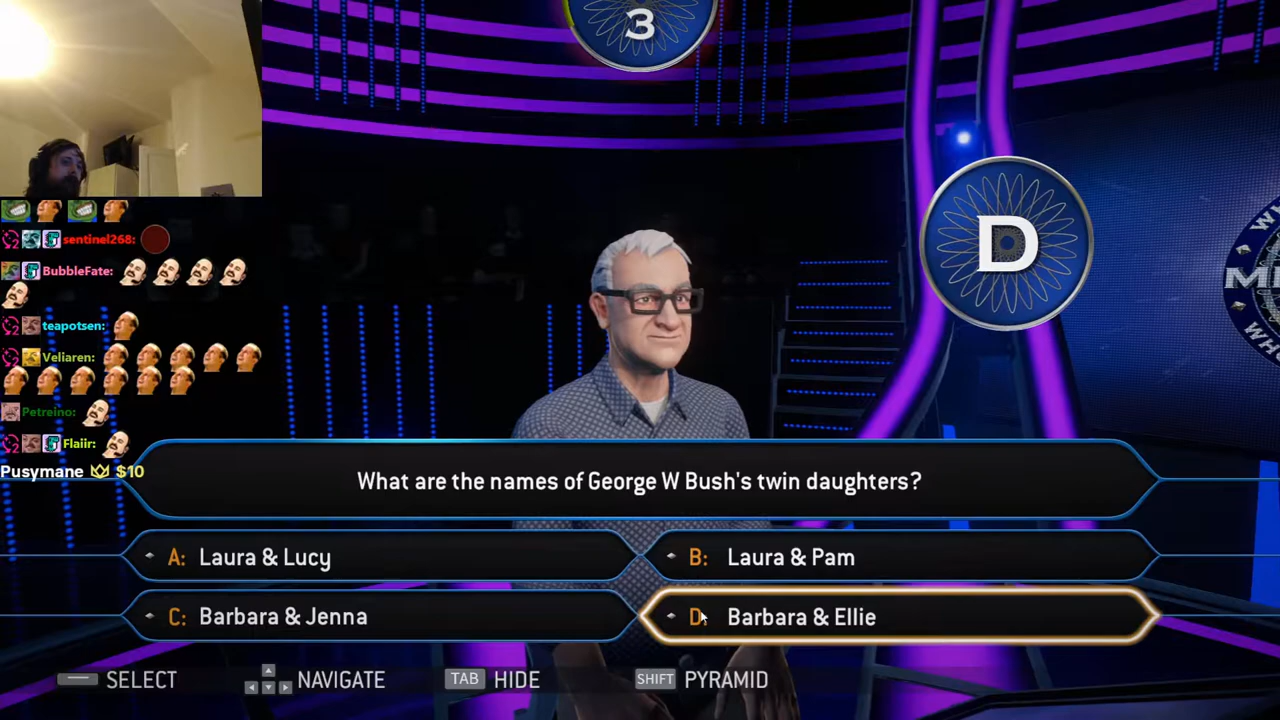 3
D
sentinel268:
BubbleFate:
teapotsen:
Veliaren:
Petreino:
Flaiir:
Pusymane $10
What are the names of George W Bush's twin daughters?
A: Laura & Lucy
B: Laura & Pam
C: Barbara & Jenna
D: Barbara & Ellie
SELECT
NAVIGATE
TAB HIDE
SHIFT PYRAMID